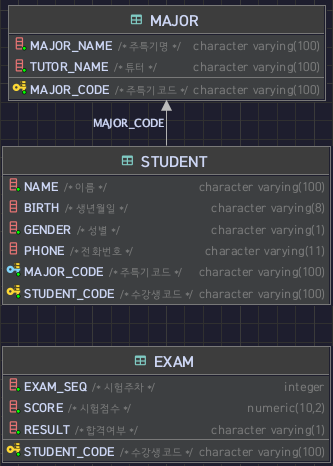 MAJOR
MAJOR_NAME /* 주특기명 */ character varying(100)
TUTOR_NAME /* 튜터 */ character varying(100)
MAJOR_CODE /* 주특기코드 */ character varying(100)
MAJOR_CODE
STUDENT
NAME /* 이름 */ character varying(100)
BIRTH /* 생년월일 */ character varying(8)
GENDER /* 성별 */ character varying(1)
PHONE /* 전화번호 */ character varying(11)
MAJOR_CODE /* 주특기코드 */ character varying(100)
STUDENT_CODE /* 수강생코드 */ character varying(100)
EXAM
EXAM_SEQ /* 시험주차 */ integer
SCORE /* 시험점수 */ numeric(10,2)
RESULT /* 합격여부 */ character varying(1)
STUDENT_CODE /* 수강생코드 */ character varying(100)